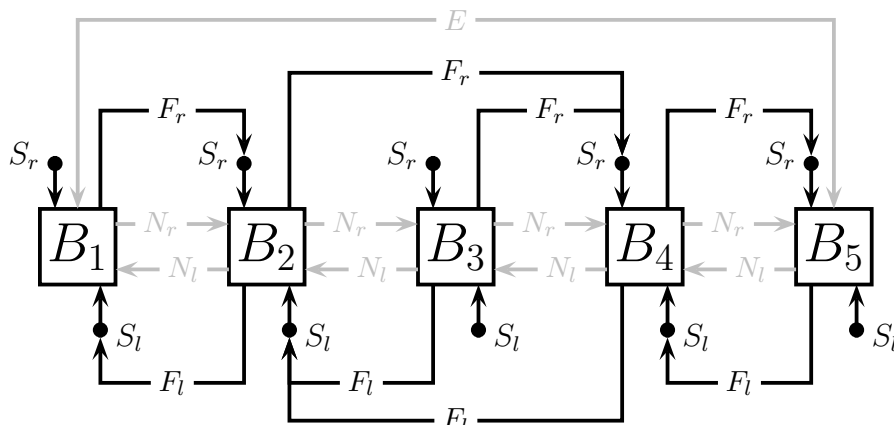 E
F_r
F_r F_r F_r
S_r S_r S_r S_r S_r
B_1 N_r B_2 N_r B_3 N_r B_4 N_r B_5
N_l N_l N_l N_l
S_l S_l S_l S_l S_l
F_l F_l F_l
F_l